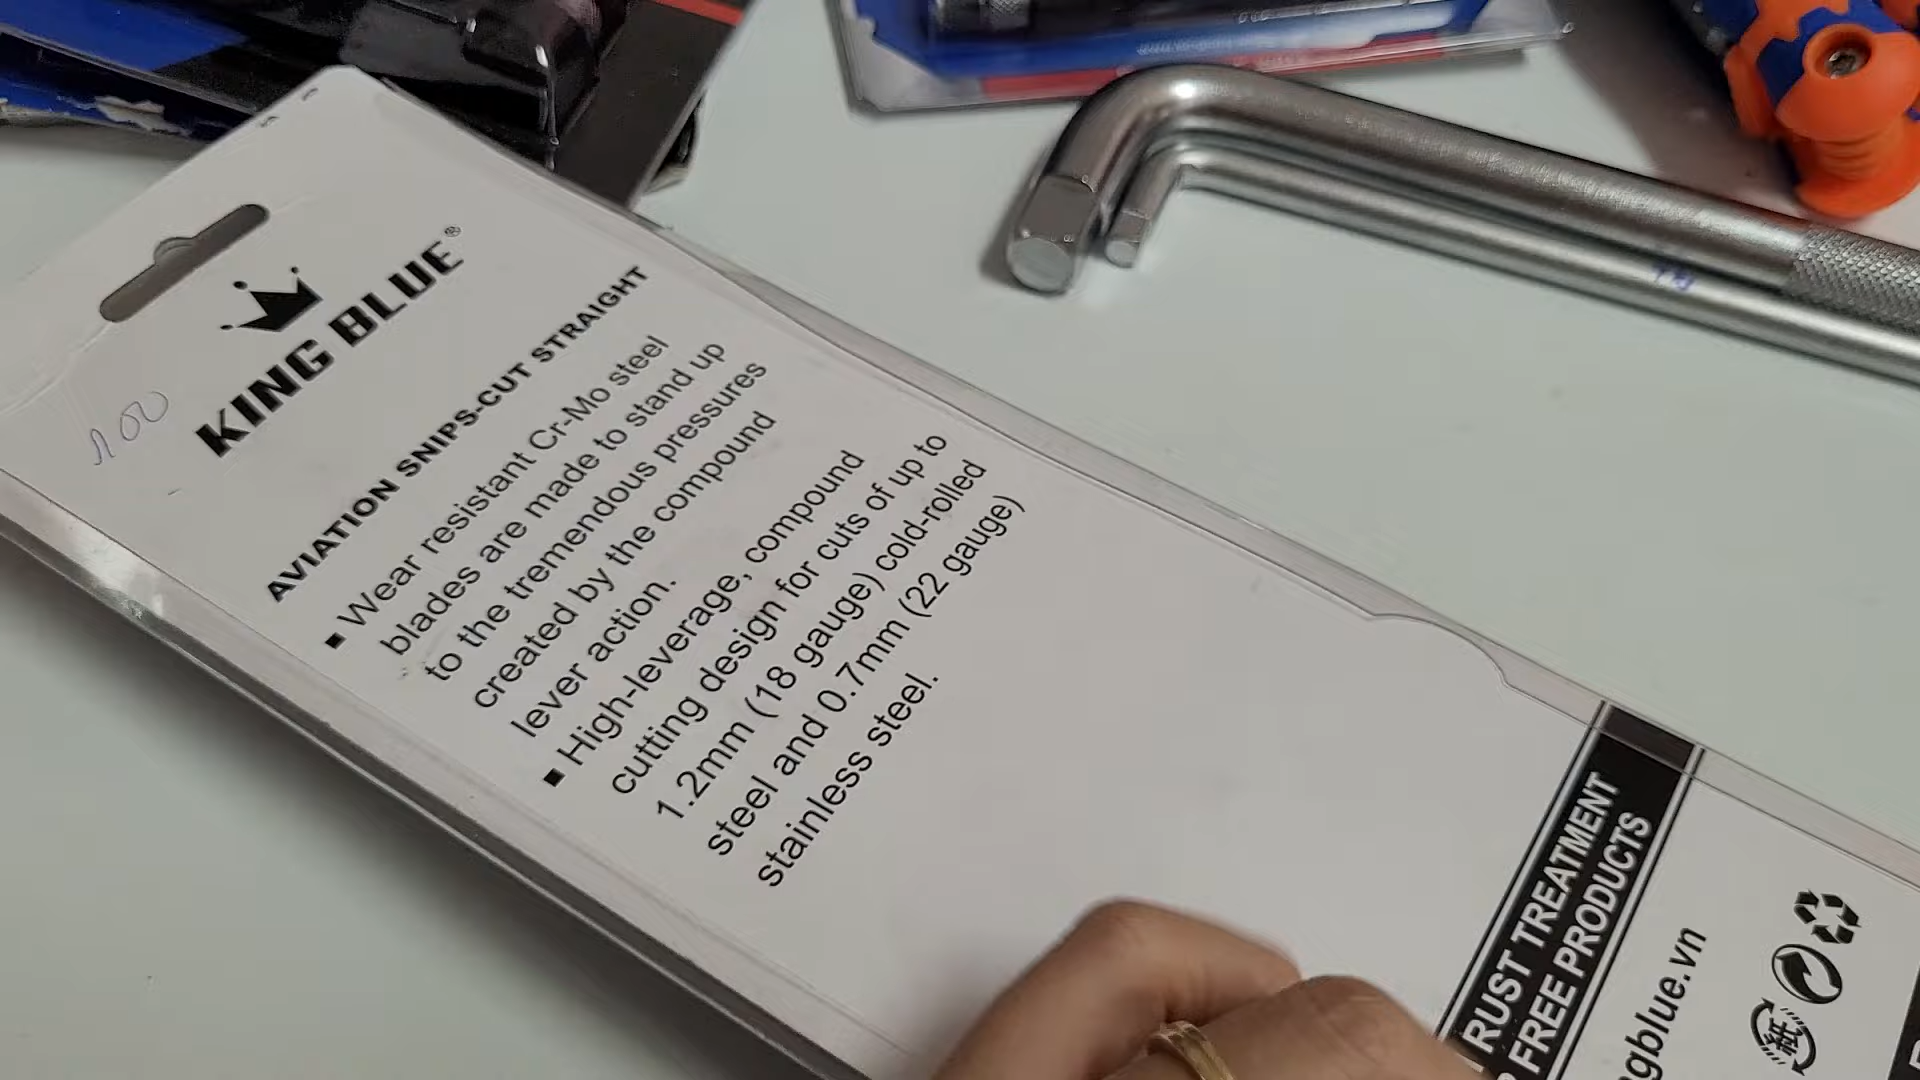 KING BLUE®
AVIATION SNIPS-CUT STRAIGHT
▪ Wear resistant Cr-Mo steel
blades are made to stand up
to the tremendous pressures
created by the compound
lever action.
▪ High-leverage, compound
cutting design for cuts of up to
1.2mm (18 gauge) cold-rolled
steel and 0.7mm (22 gauge)
stainless steel.
100
RUST TREATMENT
FREE PRODUCTS
gblue.vn
紙